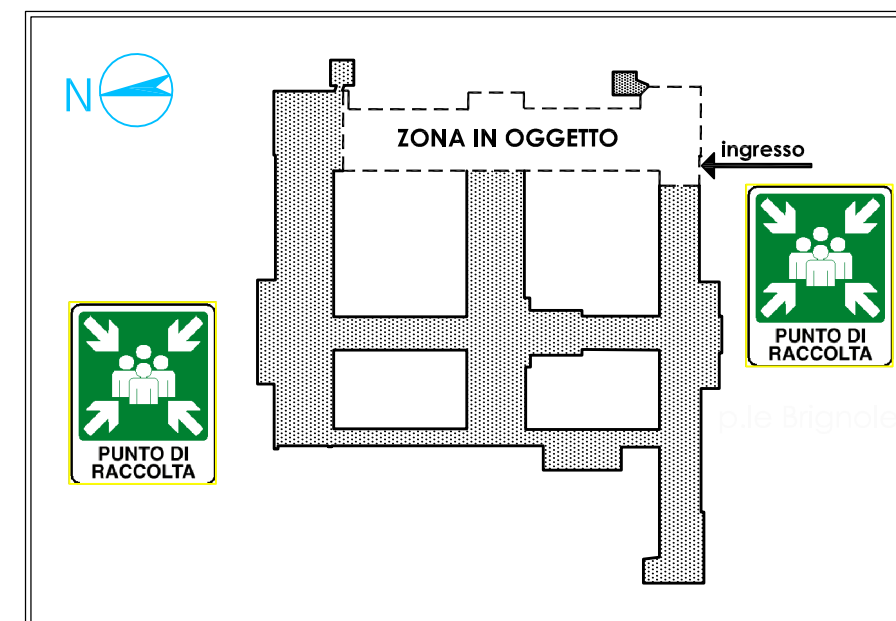 N
ZONA IN OGGETTO
ingresso
PUNTO DI
RACCOLTA
p.le Brignole
PUNTO DI
RACCOLTA